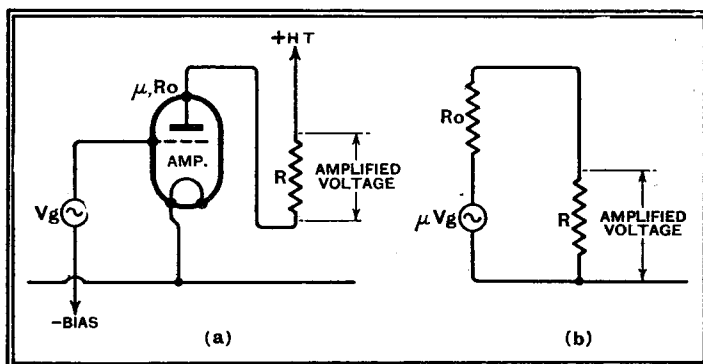 +HT
μ,Ro
AMP.
R
AMPLIFIED
VOLTAGE
Vg
-BIAS
(a)
Ro
μVg
R
AMPLIFIED
VOLTAGE
(b)